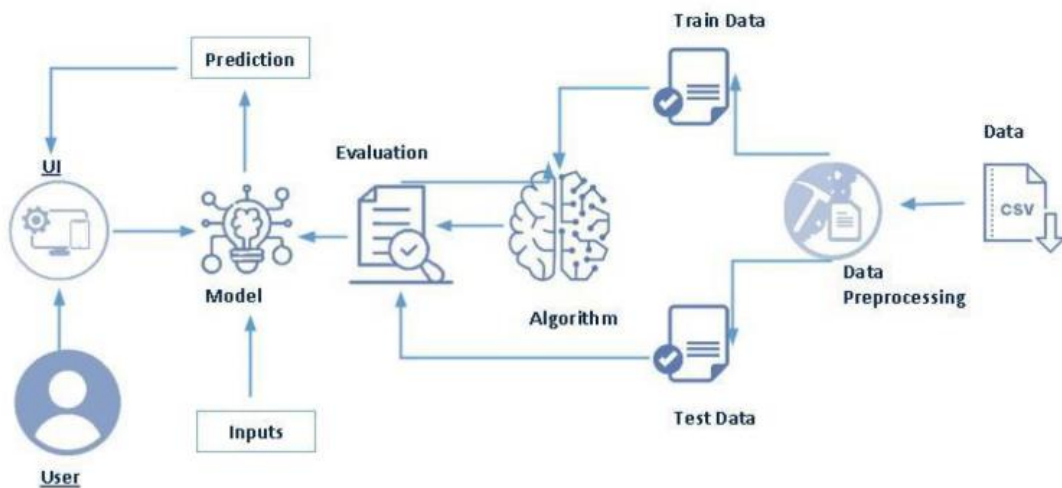 Train Data
Prediction
Data
Evaluation
UI
CSV
Model
Algorithm
Data
Preprocessing
Inputs
Test Data
User